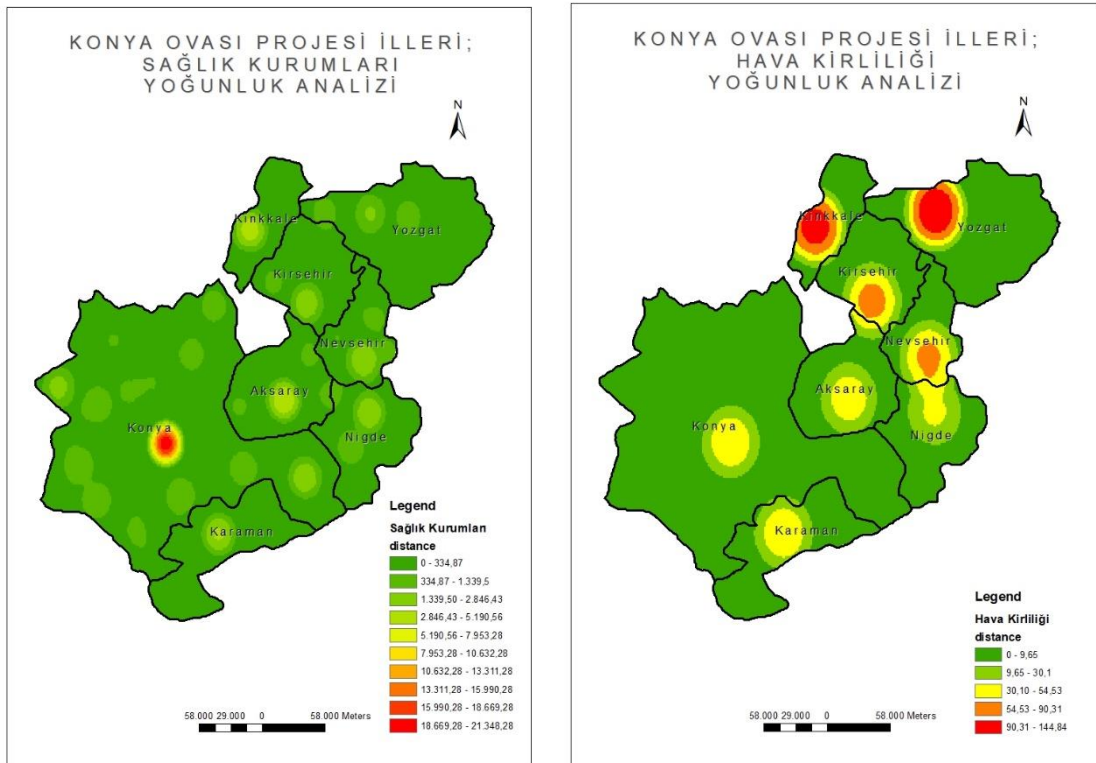 KONYA OVASI PROJESİ İLLERİ;
SAĞLIK KURUMLARI
YOĞUNLUK ANALİZİ
N
Kırıkkale
Yozgat
Kirsehir
Nevsehir
Aksaray
Konya
Nigde
Karaman
Legend
Sağlık Kurumları
distance
0 - 334,87
334,87 - 1.339,5
1.339,50 - 2.846,43
2.846,43 - 5.190,56
5.190,56 - 7.953,28
7.953,28 - 10.632,28
10.632,28 - 13.311,28
13.311,28 - 15.990,28
15.990,28 - 18.669,28
18.669,28 - 21.348,28
58.000 29.000 0 58.000 Meters
KONYA OVASI PROJESİ İLLERİ;
HAVA KİRLİLİĞİ
YOĞUNLUK ANALİZİ
N
Kırıkkale
Yozgat
Kirsehir
Nevsehir
Aksaray
Konya
Nigde
Karaman
Legend
Hava Kirliliği
distance
0 - 9,65
9,65 - 30,1
30,10 - 54,53
54,53 - 90,31
90,31 - 144,84
58.000 29.000 0 58.000 Meters